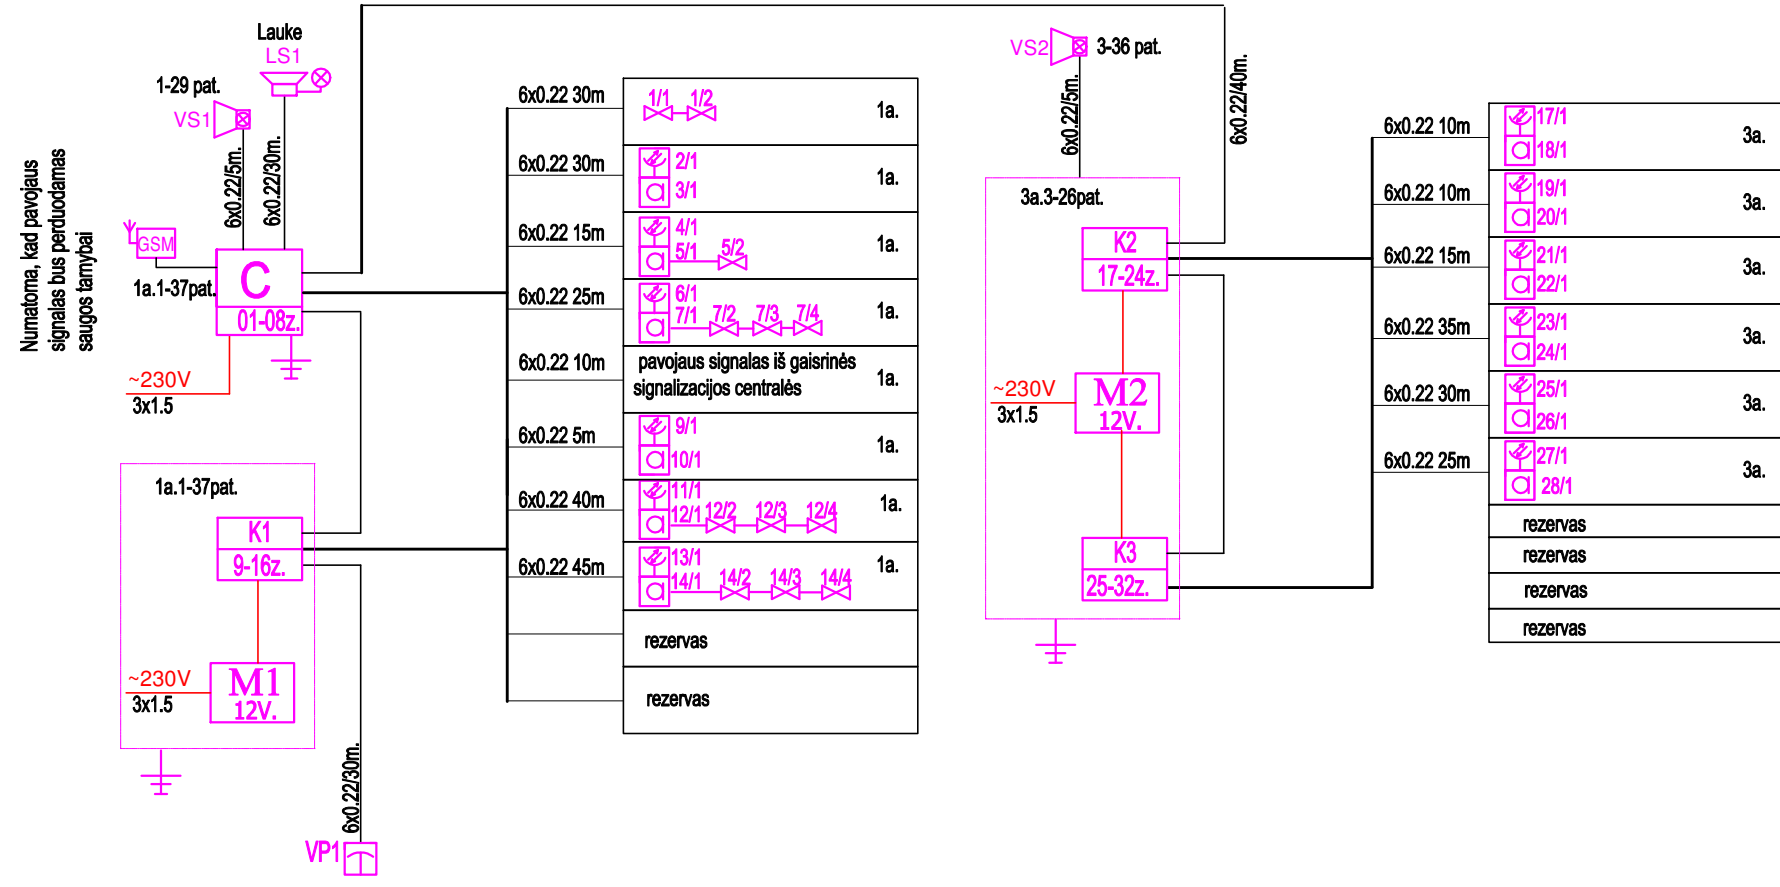 Numatoma, kad pavojaus
signalas bus perduodamas
saugos tarnybai
Lauke
LS1
1-29 pat.
VS1
6x0.22/5m.
6x0.22/30m.
GSM
1a.1-37pat.
C
01-08z.
~230V
3x1.5
1a.1-37pat.
K1
9-16z.
~230V
3x1.5
M1
12V.
6x0.22/30m.
VP1
6x0.22 30m
1/1 1/2
1a.
6x0.22 30m
2/1
3/1
1a.
6x0.22 15m
4/1
5/1 5/2
1a.
6x0.22 25m
6/1
7/1 7/2 7/3 7/4
1a.
6x0.22 10m
pavojaus signalas iš gaisrinės
signalizacijos centralės
1a.
6x0.22 5m
9/1
10/1
1a.
6x0.22 40m
11/1
12/1 12/2 12/3 12/4
1a.
6x0.22 45m
13/1
14/1 14/2 14/3 14/4
1a.
rezervas
rezervas
VS2
3-36 pat.
6x0.22/5m.
6x0.22/40m.
3a.3-26pat.
K2
17-24z.
~230V
3x1.5
M2
12V.
K3
25-32z.
6x0.22 10m
17/1
18/1
3a.
6x0.22 10m
19/1
20/1
3a.
6x0.22 15m
21/1
22/1
3a.
6x0.22 35m
23/1
24/1
3a.
6x0.22 30m
25/1
26/1
3a.
6x0.22 25m
27/1
28/1
3a.
rezervas
rezervas
rezervas
rezervas